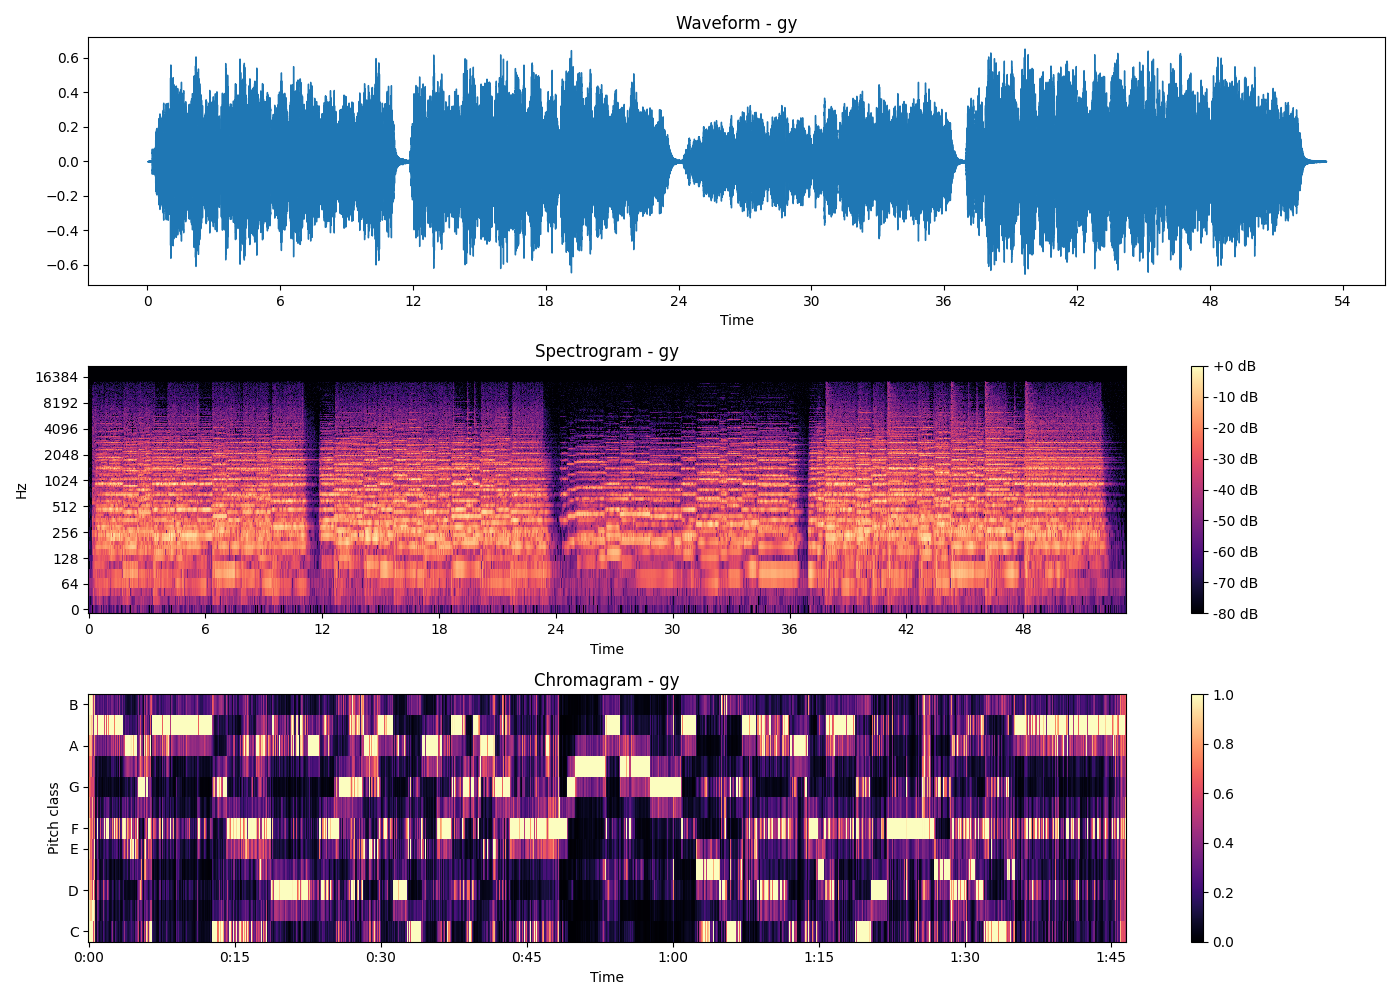 Waveform - gy
0.6
0.4
0.2
0.0
−0.2
−0.4
−0.6
0 6 12 18 24 30 36 42 48 54
Time
Spectrogram - gy
Hz
16384
8192
4096
2048
1024
512
256
128
64
0
0 6 12 18 24 30 36 42 48
Time
+0 dB
-10 dB
-20 dB
-30 dB
-40 dB
-50 dB
-60 dB
-70 dB
-80 dB
Chromagram - gy
Pitch class
B
A
G
F
E
D
C
0:00 0:15 0:30 0:45 1:00 1:15 1:30 1:45
Time
1.0
0.8
0.6
0.4
0.2
0.0